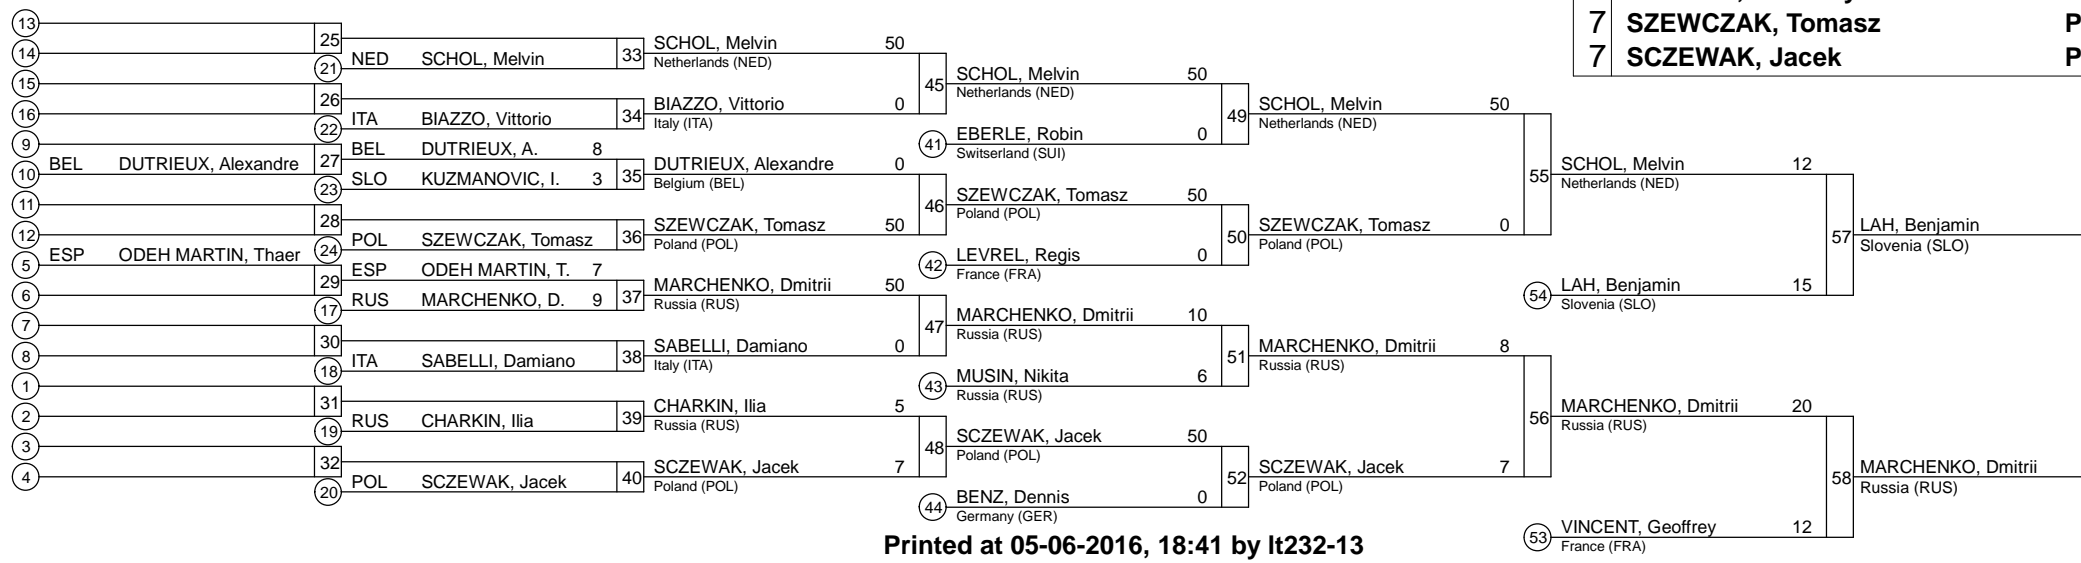 7 SZEWCZAK, Tomasz P
7 SCZEWAK, Jacek P
13
14
15
16
9
10 BEL DUTRIEUX, Alexandre
11
12
ESP ODEH MARTIN, Thaer
5
6
7
8
1
2
3
4
25
21 NED SCHOL, Melvin
26
22 ITA BIAZZO, Vittorio
27 BEL DUTRIEUX, A. 8
23 SLO KUZMANOVIC, I. 3
28
24 POL SZEWCZAK, Tomasz
29 ESP ODEH MARTIN, T. 7
17 RUS MARCHENKO, D. 9
30
18 ITA SABELLI, Damiano
31
19 RUS CHARKIN, Ilia
32
20 POL SCZEWAK, Jacek
33 SCHOL, Melvin 50
Netherlands (NED)
34 BIAZZO, Vittorio 0
Italy (ITA)
35 DUTRIEUX, Alexandre 0
Belgium (BEL)
36 SZEWCZAK, Tomasz 50
Poland (POL)
37 MARCHENKO, Dmitrii 50
Russia (RUS)
38 SABELLI, Damiano 0
Italy (ITA)
39 CHARKIN, Ilia 5
Russia (RUS)
40 SCZEWAK, Jacek 7
Poland (POL)
45 SCHOL, Melvin 50
Netherlands (NED)
41 EBERLE, Robin 0
Switserland (SUI)
46 SZEWCZAK, Tomasz 50
Poland (POL)
42 LEVREL, Regis 0
France (FRA)
47 MARCHENKO, Dmitrii 10
Russia (RUS)
43 MUSIN, Nikita 6
Russia (RUS)
48 SCZEWAK, Jacek 50
Poland (POL)
44 BENZ, Dennis 0
Germany (GER)
49 SCHOL, Melvin 50
Netherlands (NED)
50 SZEWCZAK, Tomasz 0
Poland (POL)
51 MARCHENKO, Dmitrii 8
Russia (RUS)
52 SCZEWAK, Jacek 7
Poland (POL)
55 SCHOL, Melvin 12
Netherlands (NED)
54 LAH, Benjamin 15
Slovenia (SLO)
56 MARCHENKO, Dmitrii 20
Russia (RUS)
53 VINCENT, Geoffrey 12
France (FRA)
57 LAH, Benjamin
Slovenia (SLO)
58 MARCHENKO, Dmitrii
Russia (RUS)
Printed at 05-06-2016, 18:41 by lt232-13